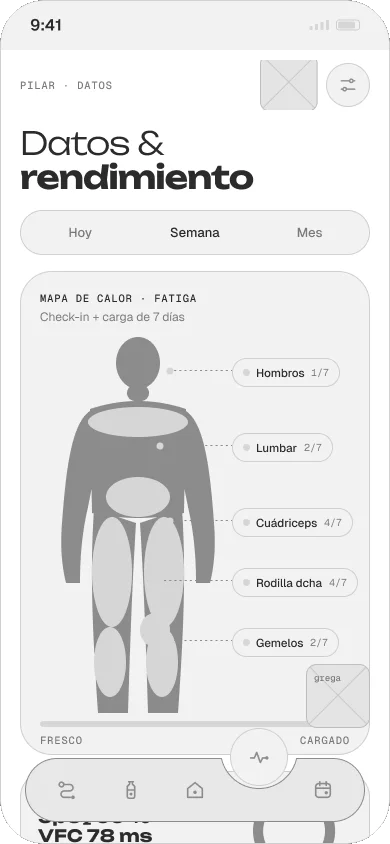 9:41
PILAR · DATOS
Datos &
rendimiento
Hoy
Semana
Mes
MAPA DE CALOR · FATIGA
Check-in + carga de 7 días
Hombros 1/7
Lumbar 2/7
Cuádriceps 4/7
Rodilla dcha 4/7
Gemelos 2/7
grega
FRESCO
CARGADO
VFC 78 ms